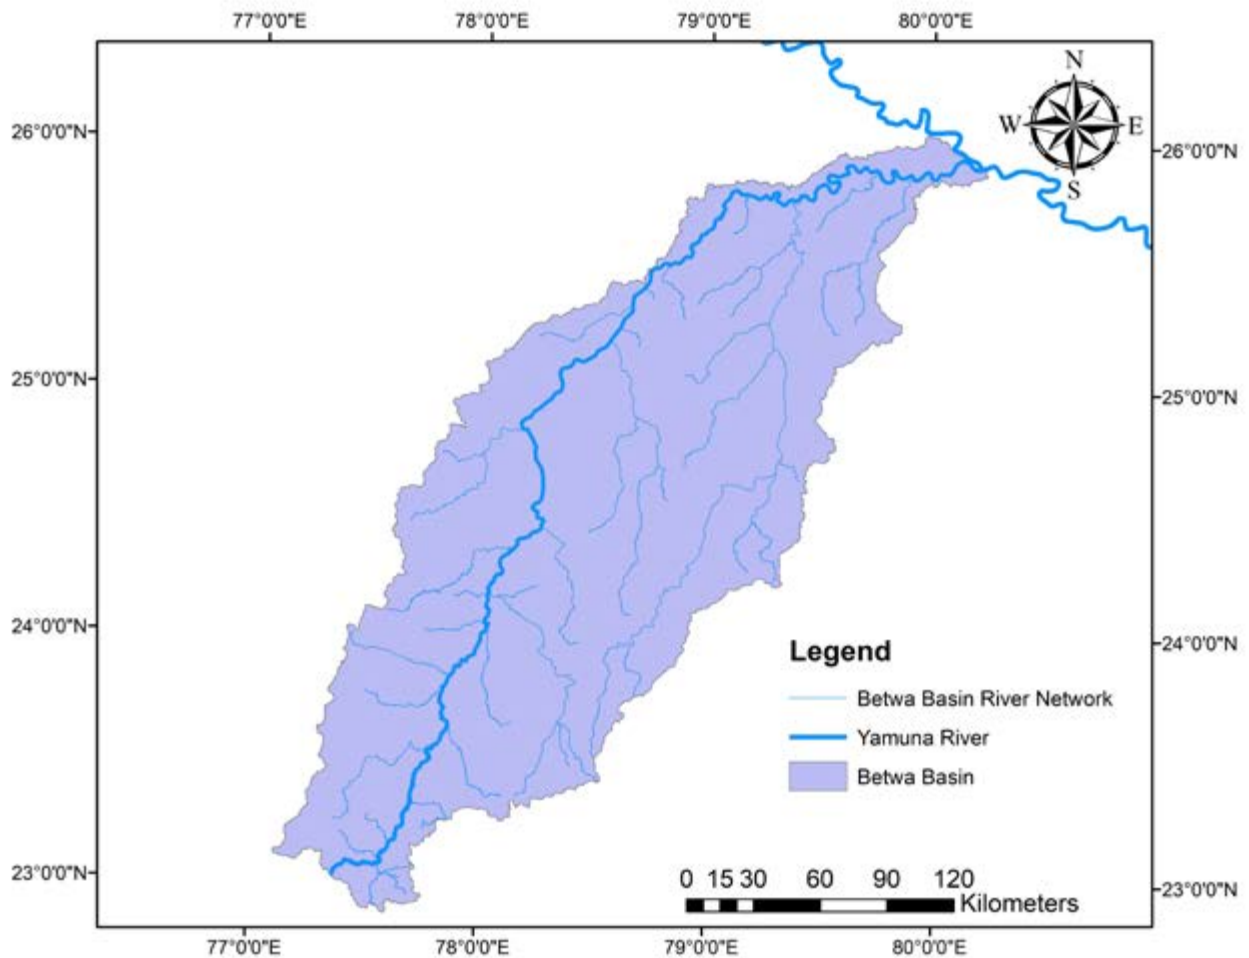 77°0'0"E 78°0'0"E 79°0'0"E 80°0'0"E
N
W E
S
26°0'0"N 26°0'0"N
25°0'0"N 25°0'0"N
24°0'0"N 24°0'0"N
Legend
Betwa Basin River Network
Yamuna River
Betwa Basin
23°0'0"N 23°0'0"N
0 15 30 60 90 120
Kilometers
77°0'0"E 78°0'0"E 79°0'0"E 80°0'0"E